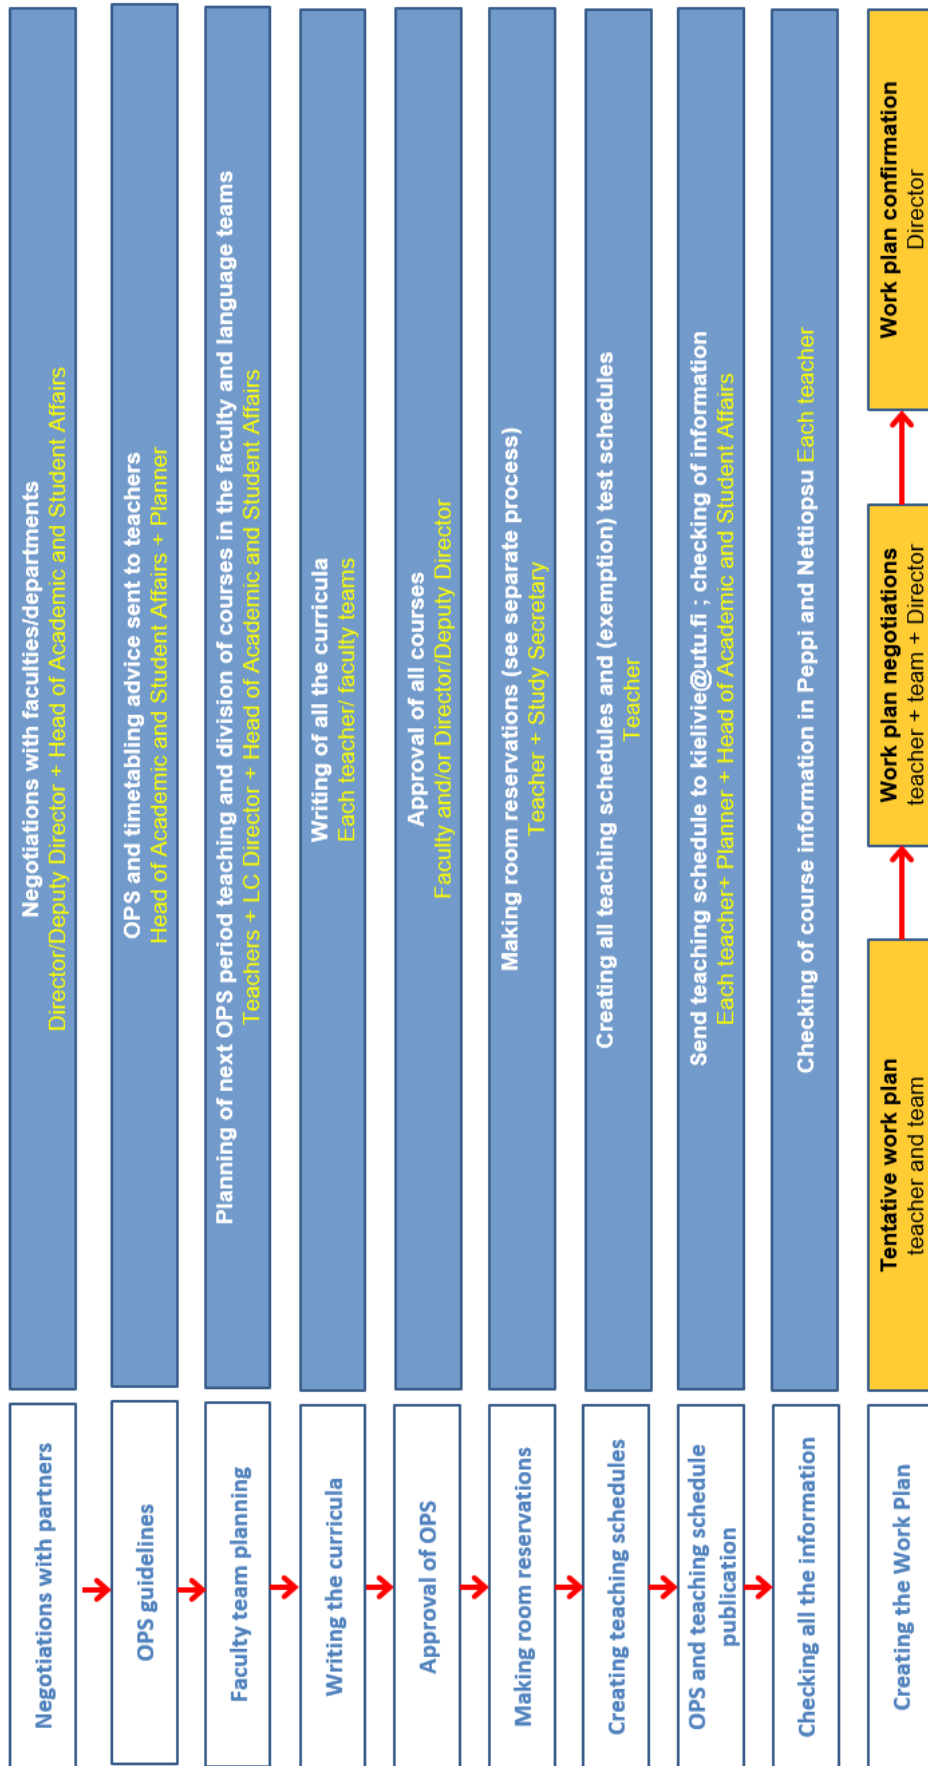 Negotiations with partners
Negotiations with faculties/departments
Director/Deputy Director + Head of Academic and Student Affairs
OPS guidelines
OPS and timetabling advice sent to teachers
Head of Academic and Student Affairs + Planner
Faculty team planning
Planning of next OPS period teaching and division of courses in the faculty and language teams
Teachers + LC Director + Head of Academic and Student Affairs
Writing the curricula
Writing of all the curricula
Each teacher/ faculty teams
Approval of OPS
Approval of all courses
Faculty and/or Director/Deputy Director
Making room reservations
Making room reservations (see separate process)
Teacher + Study Secretary
Creating teaching schedules
Creating all teaching schedules and (exemption) test schedules
Teacher
OPS and teaching schedule
publication
Send teaching schedule to kielivie@utu.fi ; checking of information
Each teacher+ Planner + Head of Academic and Student Affairs
Checking all the information
Checking of course information in Peppi and Nettiopsu Each teacher
Creating the Work Plan
Tentative work plan
teacher and team
Work plan negotiations
teacher + team + Director
Work plan confirmation
Director